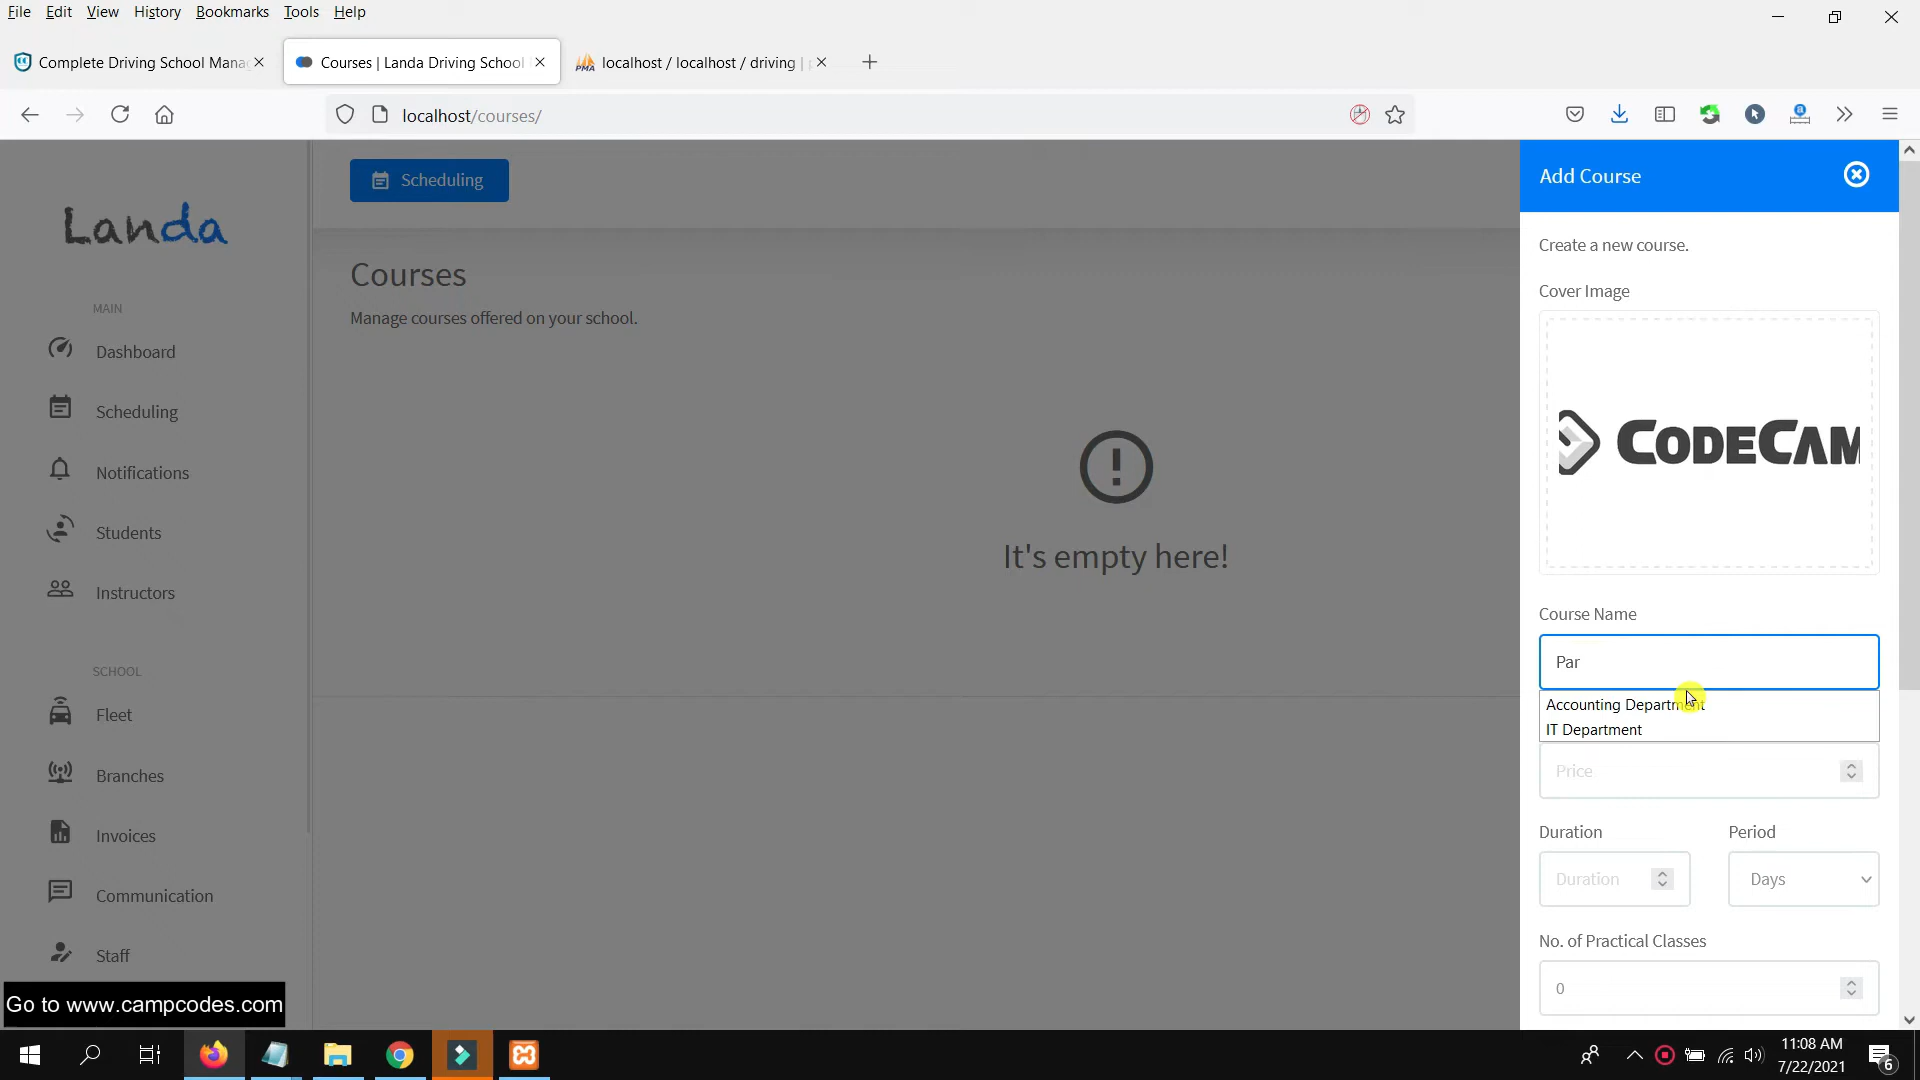 File Edit View History Bookmarks Tools Help
Complete Driving School Mana
Courses | Landa Driving School
localhost / localhost / driving |
localhost/courses/
Landa
MAIN
Dashboard
Scheduling
Notifications
Students
Instructors
SCHOOL
Fleet
Branches
Invoices
Communication
Staff
Scheduling
Courses
Manage courses offered on your school.
It's empty here!
Add Course
Create a new course.
Cover Image
CODECAM
Course Name
Par
Accounting Department
IT Department
Price
Duration Period
Duration Days
No. of Practical Classes
0
Go to www.campcodes.com
11:08 AM
7/22/2021
6